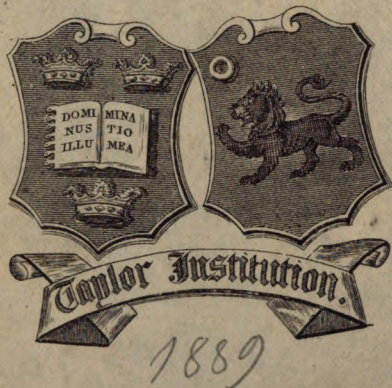 DOMI MINA
NUS TIO
ILLU MEA
Taylor Institution.
1889